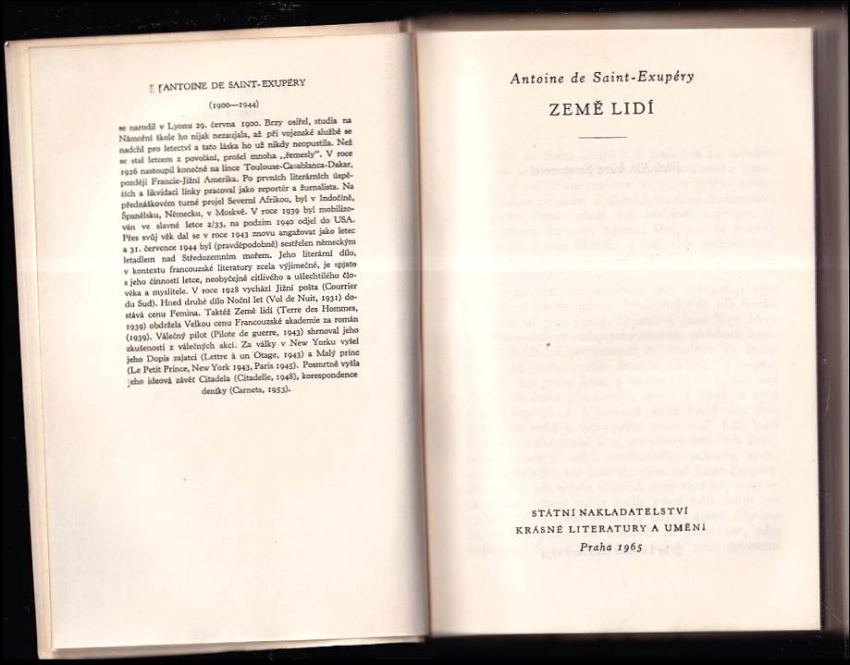 ANTOINE DE SAINT-EXUPÉRY
(1900—1944)
se narodil v Lyonu 29. června 1900. Brzy osiřel, studia na
Námořní škole ho nijak nezaujala, až při vojenské službě se
nadchl pro letectví a tato láska ho už nikdy neopustila. Než
se stal letcem z povolání, prošel mnoha „řemesly". V roce
1926 nastoupil konečně na lince Toulouse-Casablanca-Dakar,
později Francie-Jižní Amerika. Po prvních literárních úspě-
ších a likvidaci linky pracoval jako reportér a žurnalista. Na
přednáškovém turné projel Severní Afrikou, byl v Indočíně,
Španělsku, Německu, v Moskvě. V roce 1939 byl mobilizo-
ván ve slavné letce 2/33, na podzim 1940 odjel do USA.
Přes svůj věk dal se v roce 1943 znovu angažovat jako letec
a 31. července 1944 byl (pravděpodobně) sestřelen německým
letadlem nad Středozemním mořem. Jeho literární dílo,
v kontextu francouzské literatury zcela výjimečné, je spjato
s jeho činností letce, neobyčejně citlivého a ušlechtilého člo-
věka a myslitele. V roce 1928 vychází Jižní pošta (Courrier
du Sud). Hned druhé dílo Noční let (Vol de Nuit, 1931) do-
stává cenu Femina. Taktéž Země lidí (Terre des Hommes,
1939) obdržela Velkou cenu Francouzské akademie za román
(1939). Válečný pilot (Pilote de guerre, 1943) shrnoval jeho
zkušenosti z válečných akcí. Za války v New Yorku vyšel
jeho Dopis zajatci (Lettre à un Otage, 1943) a Malý princ
(Le Petit Prince, New York 1943, Paris 1945). Posmrtně vyšla
jeho ideová závěť Citadela (Citadelle, 1948), korespondence
deníky (Carnets, 1953).
Antoine de Saint-Exupéry
ZEMĚ LIDÍ
STÁTNÍ NAKLADATELSTVÍ
KRÁSNÉ LITERATURY A UMĚNÍ
Praha 1965